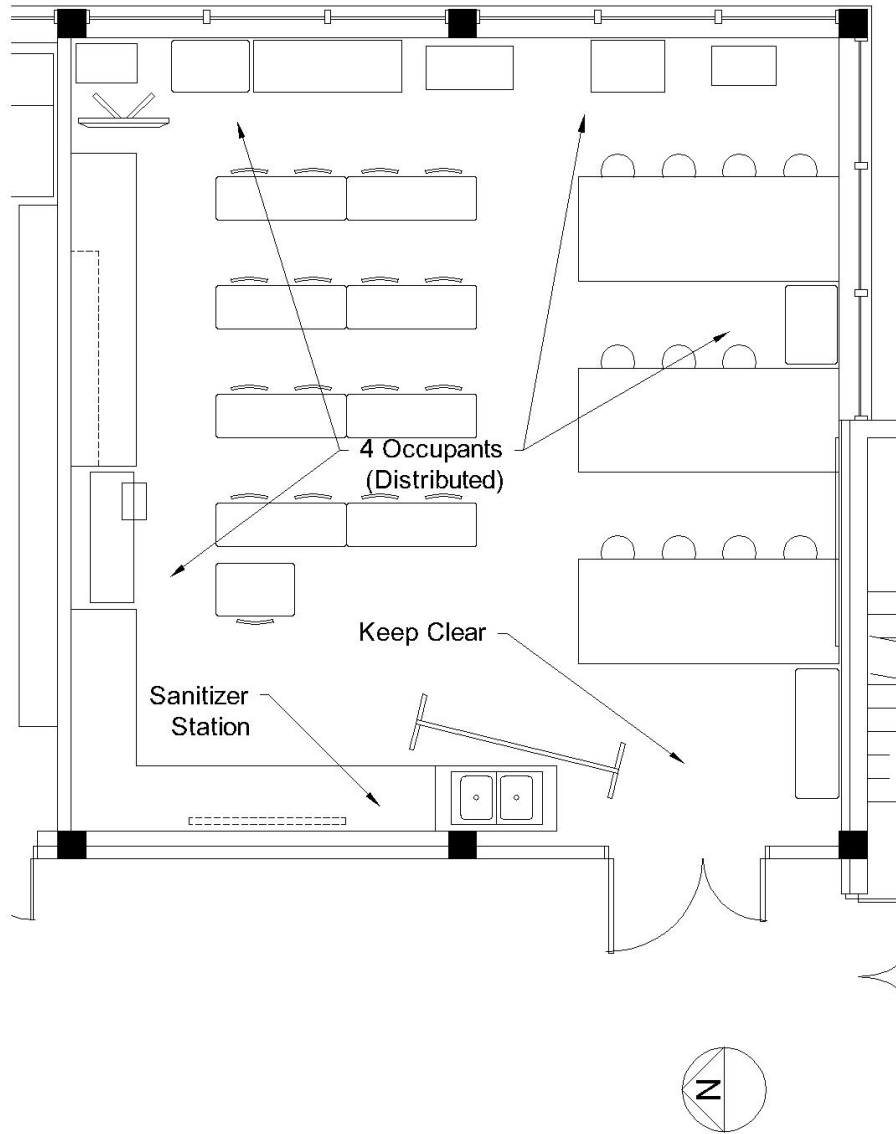 4 Occupants
(Distributed)
Keep Clear
Sanitizer
Station
N